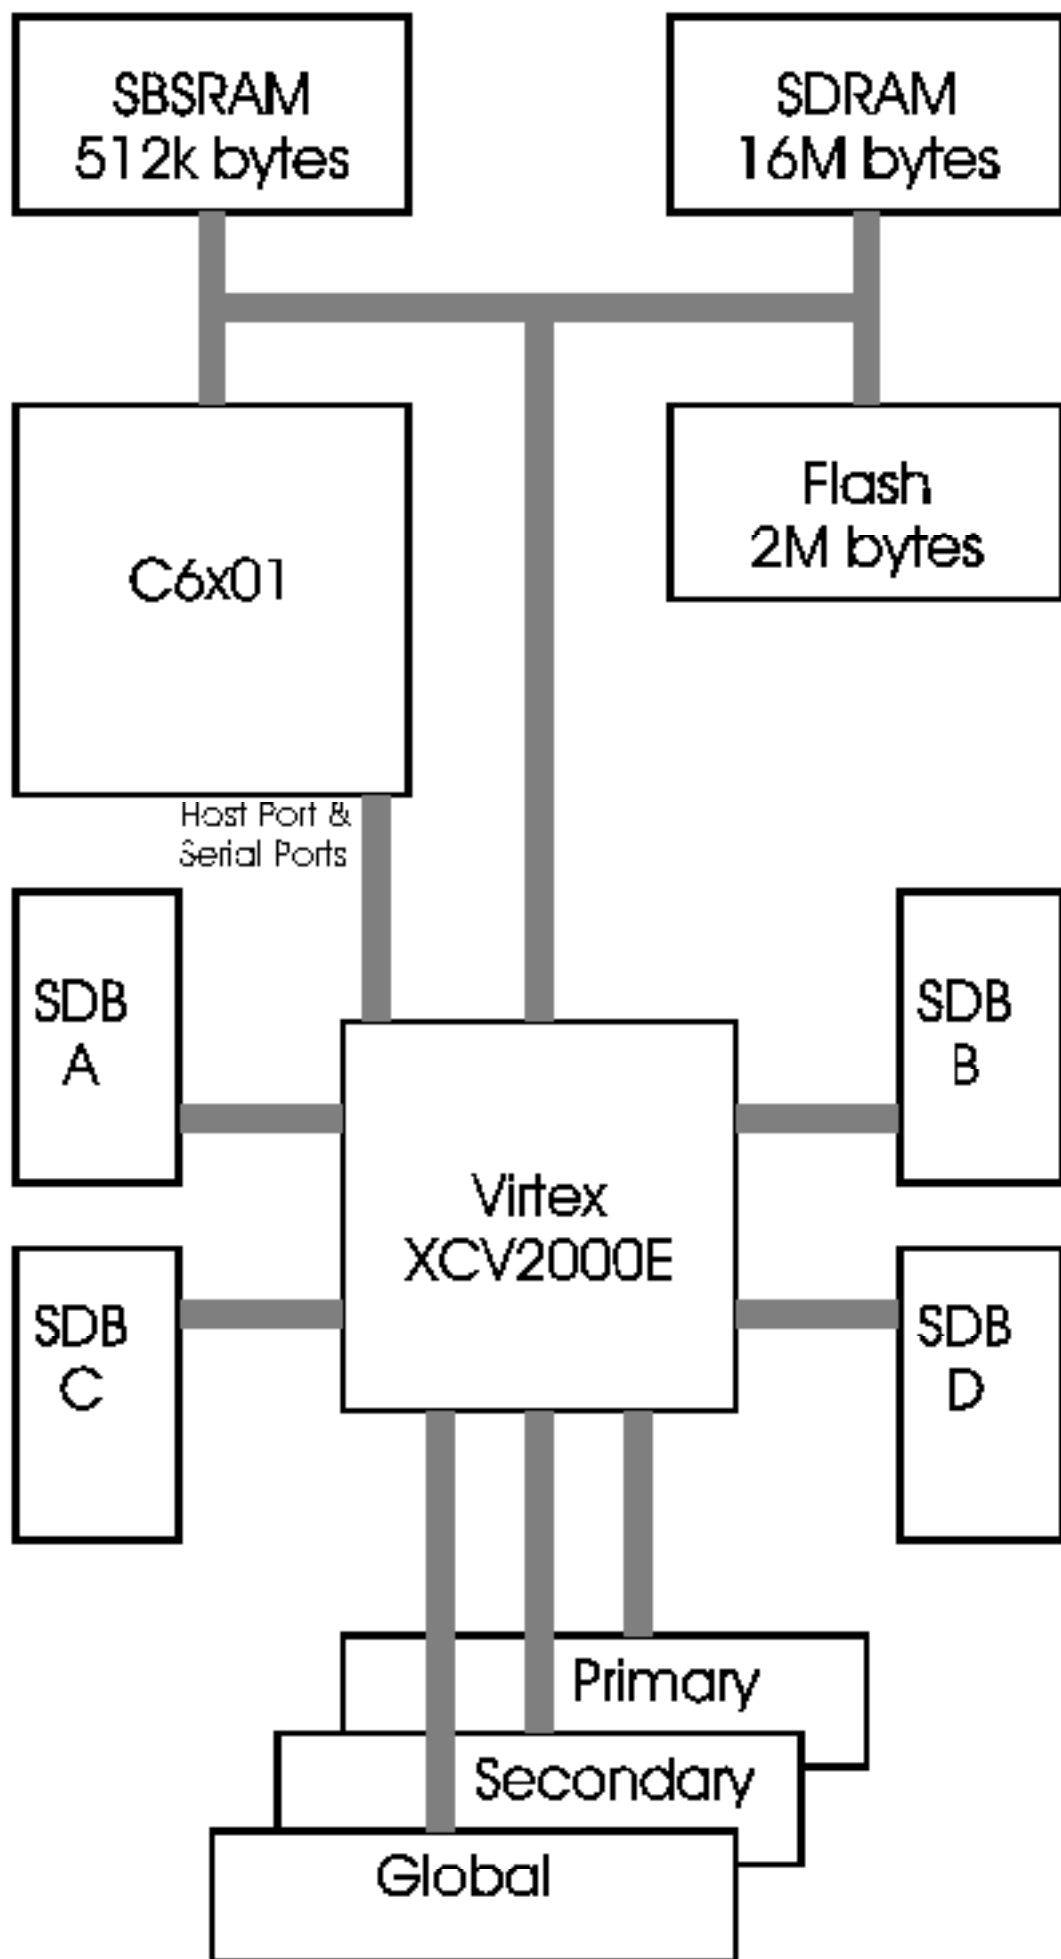 SBSRAM
512k bytes
SDRAM
16M bytes
C6x01
Flash
2M bytes
Host Port &
Serial Ports
SDB
A
SDB
B
Virtex
XCV2000E
SDB
C
SDB
D
Primary
Secondary
Global